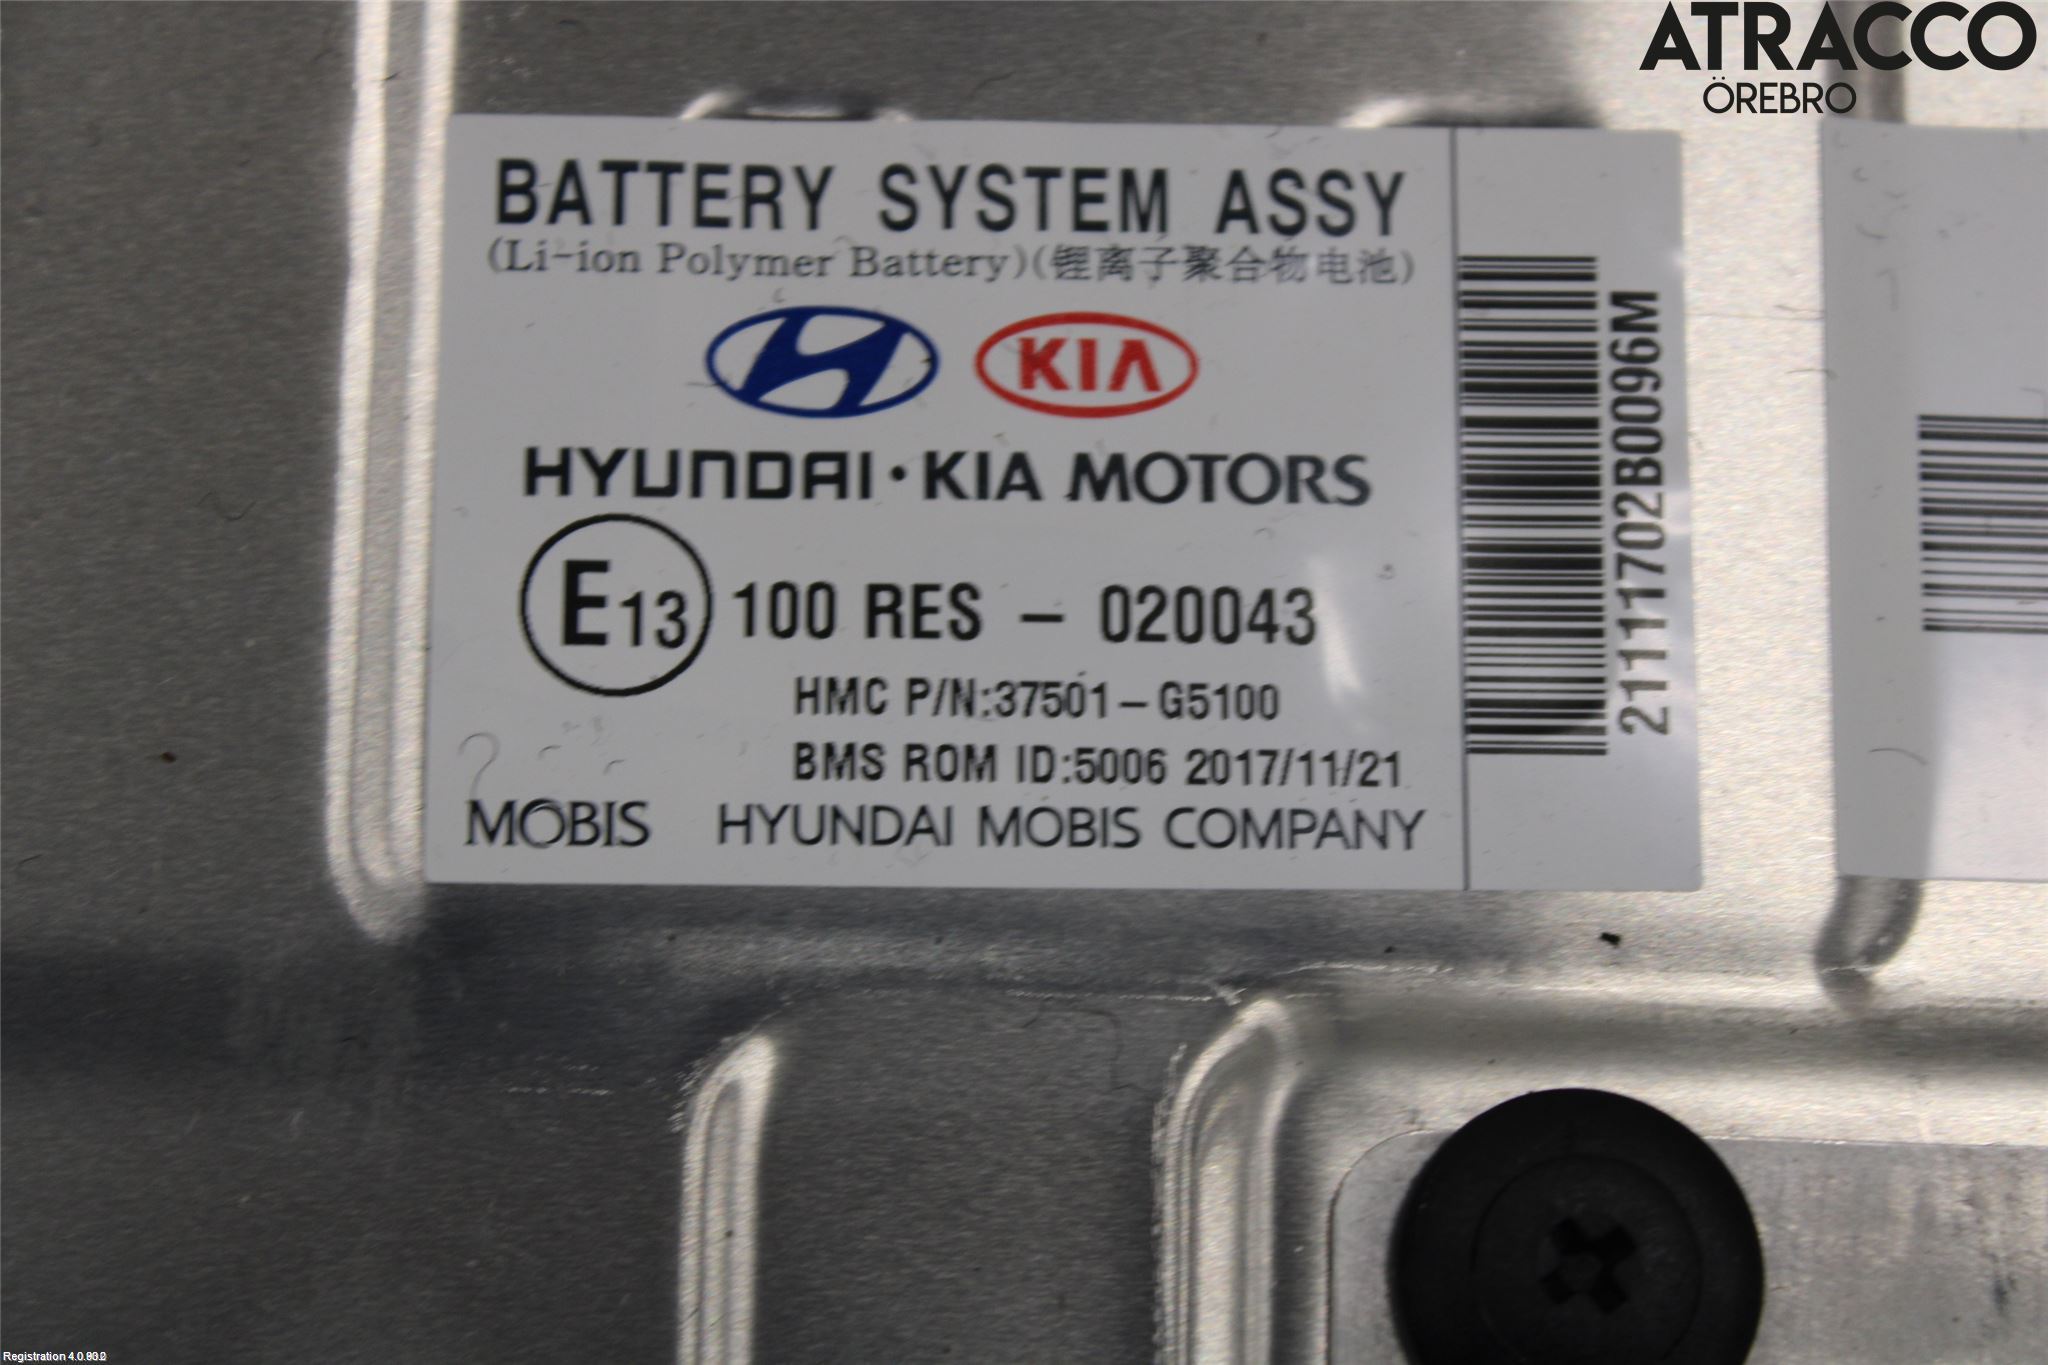 ATRACCO
ÖREBRO
BATTERY SYSTEM ASSY
(Li-ion Polymer Battery)(锂离子聚合物电池)
KIA
HYUNDAI · KIA MOTORS
E13 100 RES - 020043
HMC P/N:37501-G5100
BMS ROM ID:5006 2017/11/21
MOBIS HYUNDAI MOBIS COMPANY
21111702B0096M
Registration